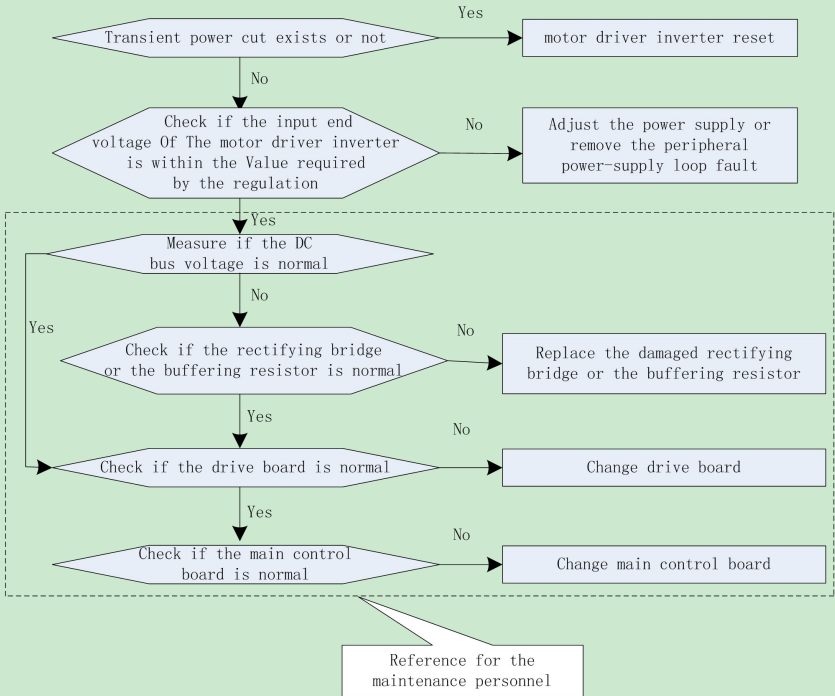 Transient power cut exists or not
Yes
motor driver inverter reset
No
Check if the input end
voltage Of The motor driver inverter
is within the Value required
by the regulation
No
Adjust the power supply or
remove the peripheral
power-supply loop fault
Yes
Measure if the DC
bus voltage is normal
No
Yes
Check if the rectifying bridge
or the buffering resistor is normal
No
Replace the damaged rectifying
bridge or the buffering resistor
Yes
Check if the drive board is normal
No
Change drive board
Yes
Check if the main control
board is normal
No
Change main control board
Reference for the
maintenance personnel